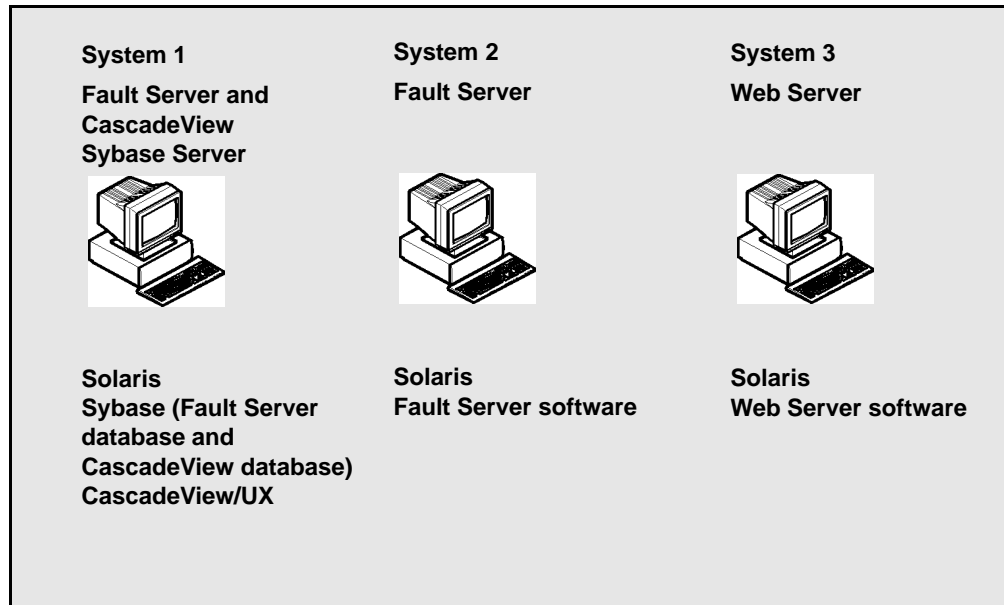 System 1
Fault Server and
CascadeView
Sybase Server
Solaris
Sybase (Fault Server
database and
CascadeView database)
CascadeView/UX
System 2
Fault Server
Solaris
Fault Server software
System 3
Web Server
Solaris
Web Server software